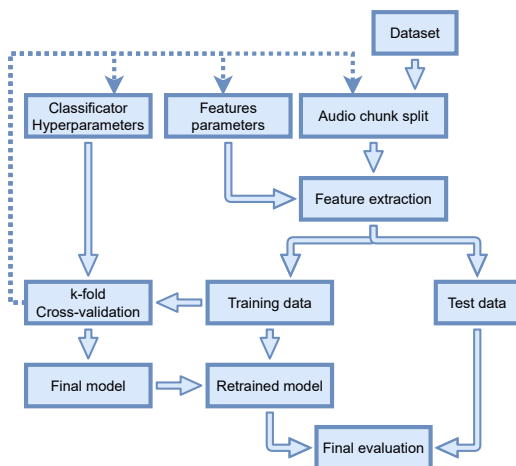 Dataset
Classificator
Hyperparameters
Features
parameters
Audio chunk split
Feature extraction
k-fold
Cross-validation
Training data
Test data
Final model
Retrained model
Final evaluation